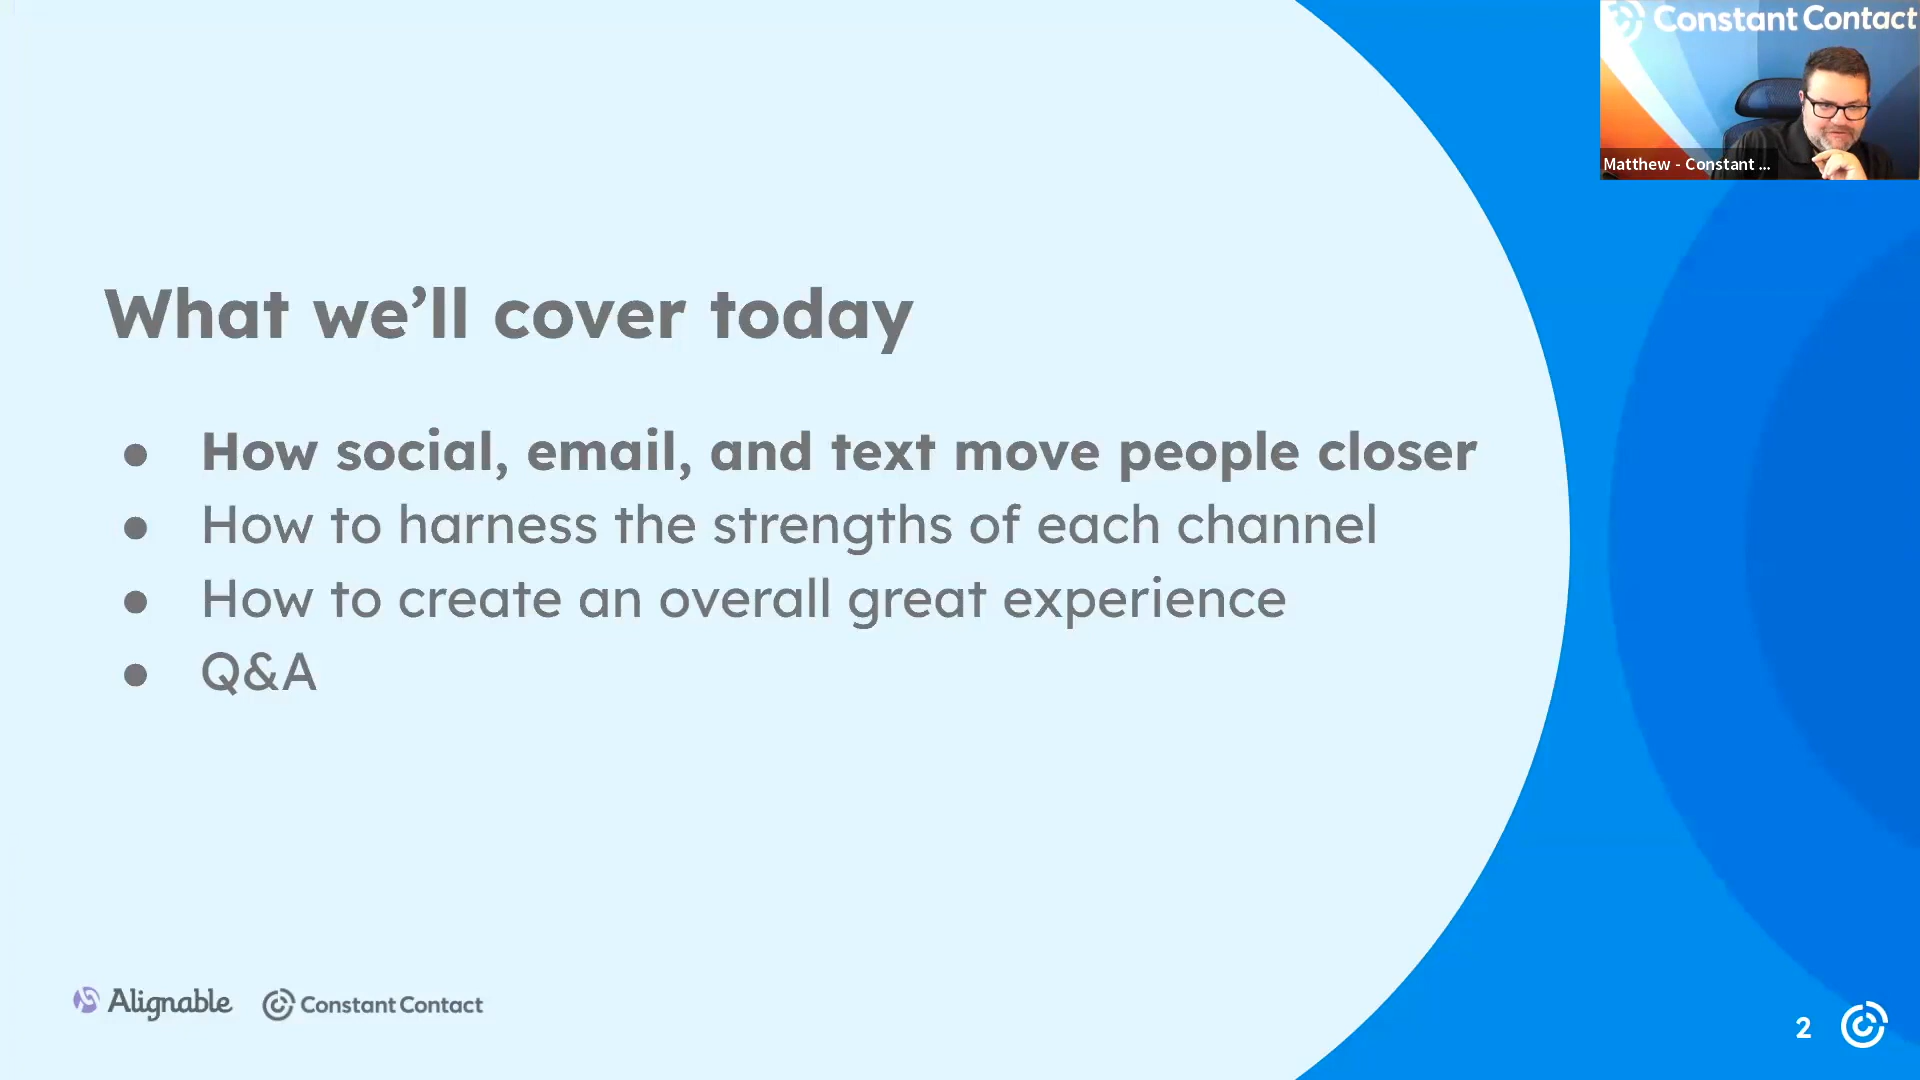 Constant Contact
Matthew - Constant ...
What we’ll cover today
● How social, email, and text move people closer
● How to harness the strengths of each channel
● How to create an overall great experience
● Q&A
Alignable
Constant Contact
2